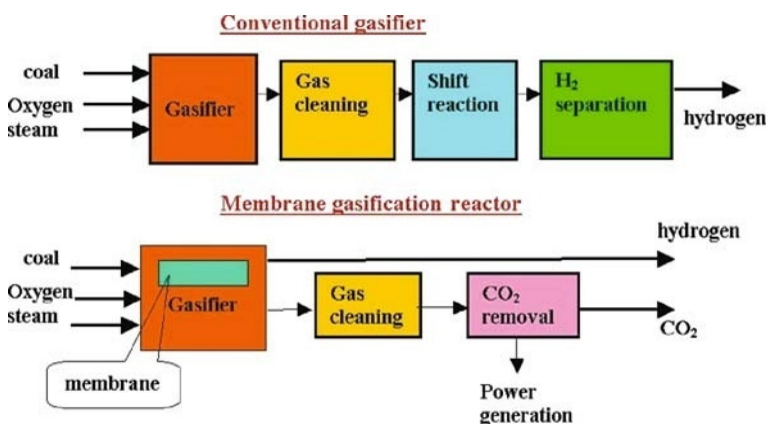 Conventional gasifier
coal
Oxygen
steam
Gasifier
Gas
cleaning
Shift
reaction
H₂
separation
hydrogen
Membrane gasification reactor
coal
Oxygen
steam
Gasifier
membrane
Gas
cleaning
CO₂
removal
hydrogen
CO₂
Power
generation